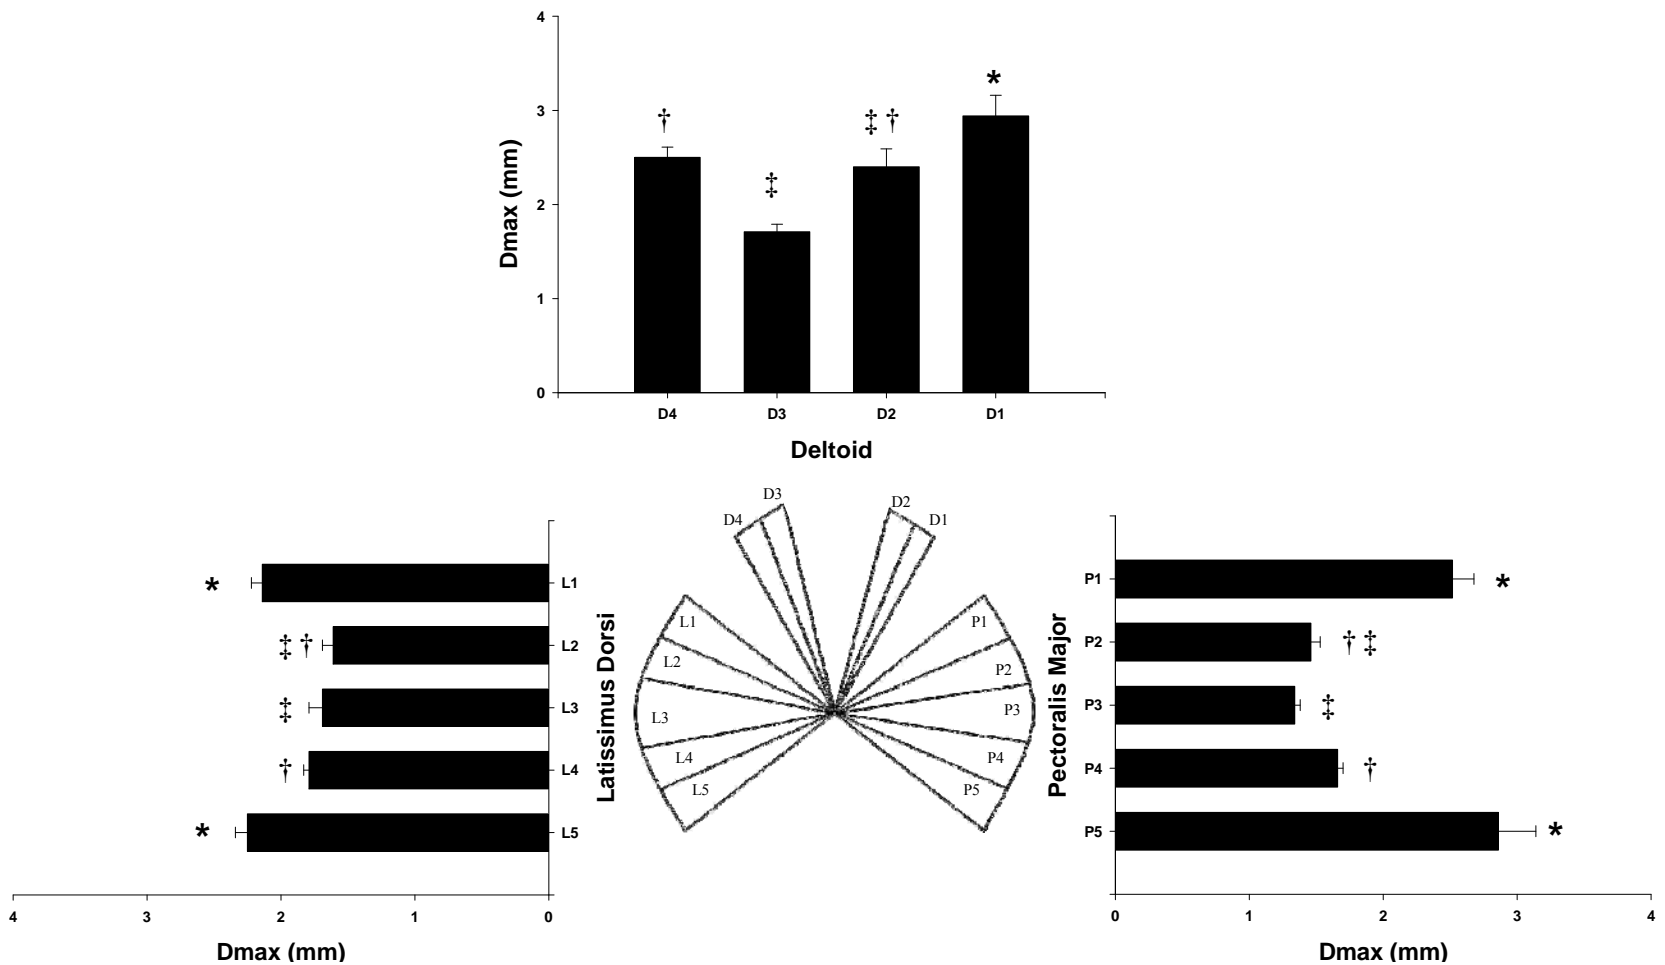 4
*
3
†
‡ †
Dmax (mm)
‡
2
1
0
D4 D3 D2 D1
Deltoid
D3
D2
D4
D1
* L1
‡ † L2
‡ L3
† L4
* L5
4 3 2 1 0
Dmax (mm)
Latissimus Dorsi
L1
L2
L3
L4
L5
P1
P2
P3
P4
P5
Pectoralis Major
P1 *
P2 † ‡
P3 ‡
P4 †
P5 *
0 1 2 3 4
Dmax (mm)